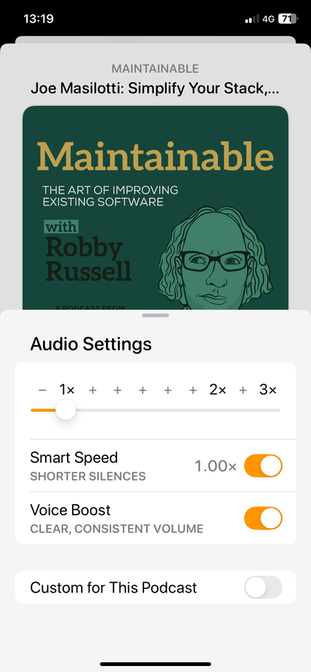 13:19
4G 71
MAINTAINABLE
Joe Masilotti: Simplify Your Stack,...
Maintainable
THE ART OF IMPROVING
EXISTING SOFTWARE
with
Robby
Russell
A PODCAST FROM
Audio Settings
− 1× + + + + + 2× + 3×
Smart Speed
1.00×
SHORTER SILENCES
Voice Boost
CLEAR, CONSISTENT VOLUME
Custom for This Podcast